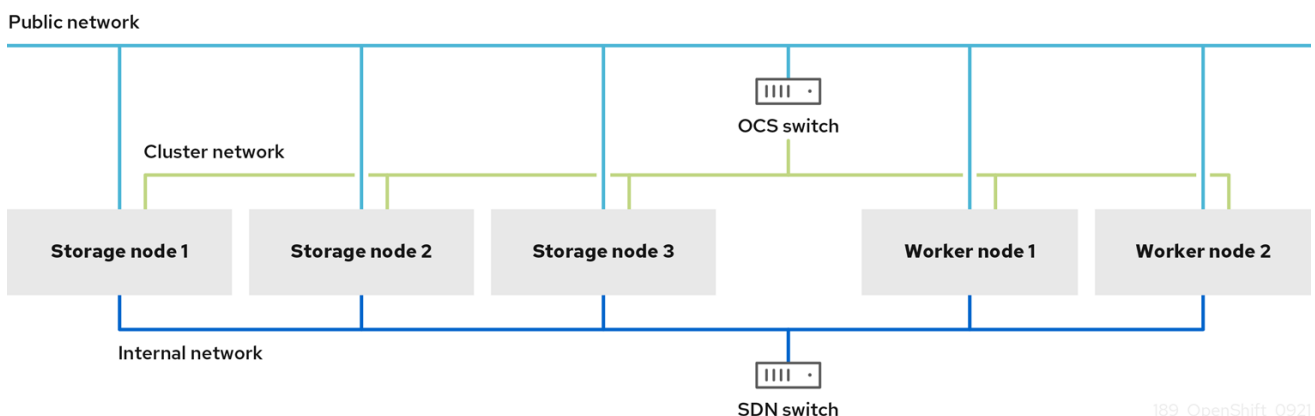 Public network
OCS switch
Cluster network
Storage node 1
Storage node 2
Storage node 3
Worker node 1
Worker node 2
Internal network
SDN switch
189_OpenShift_0921